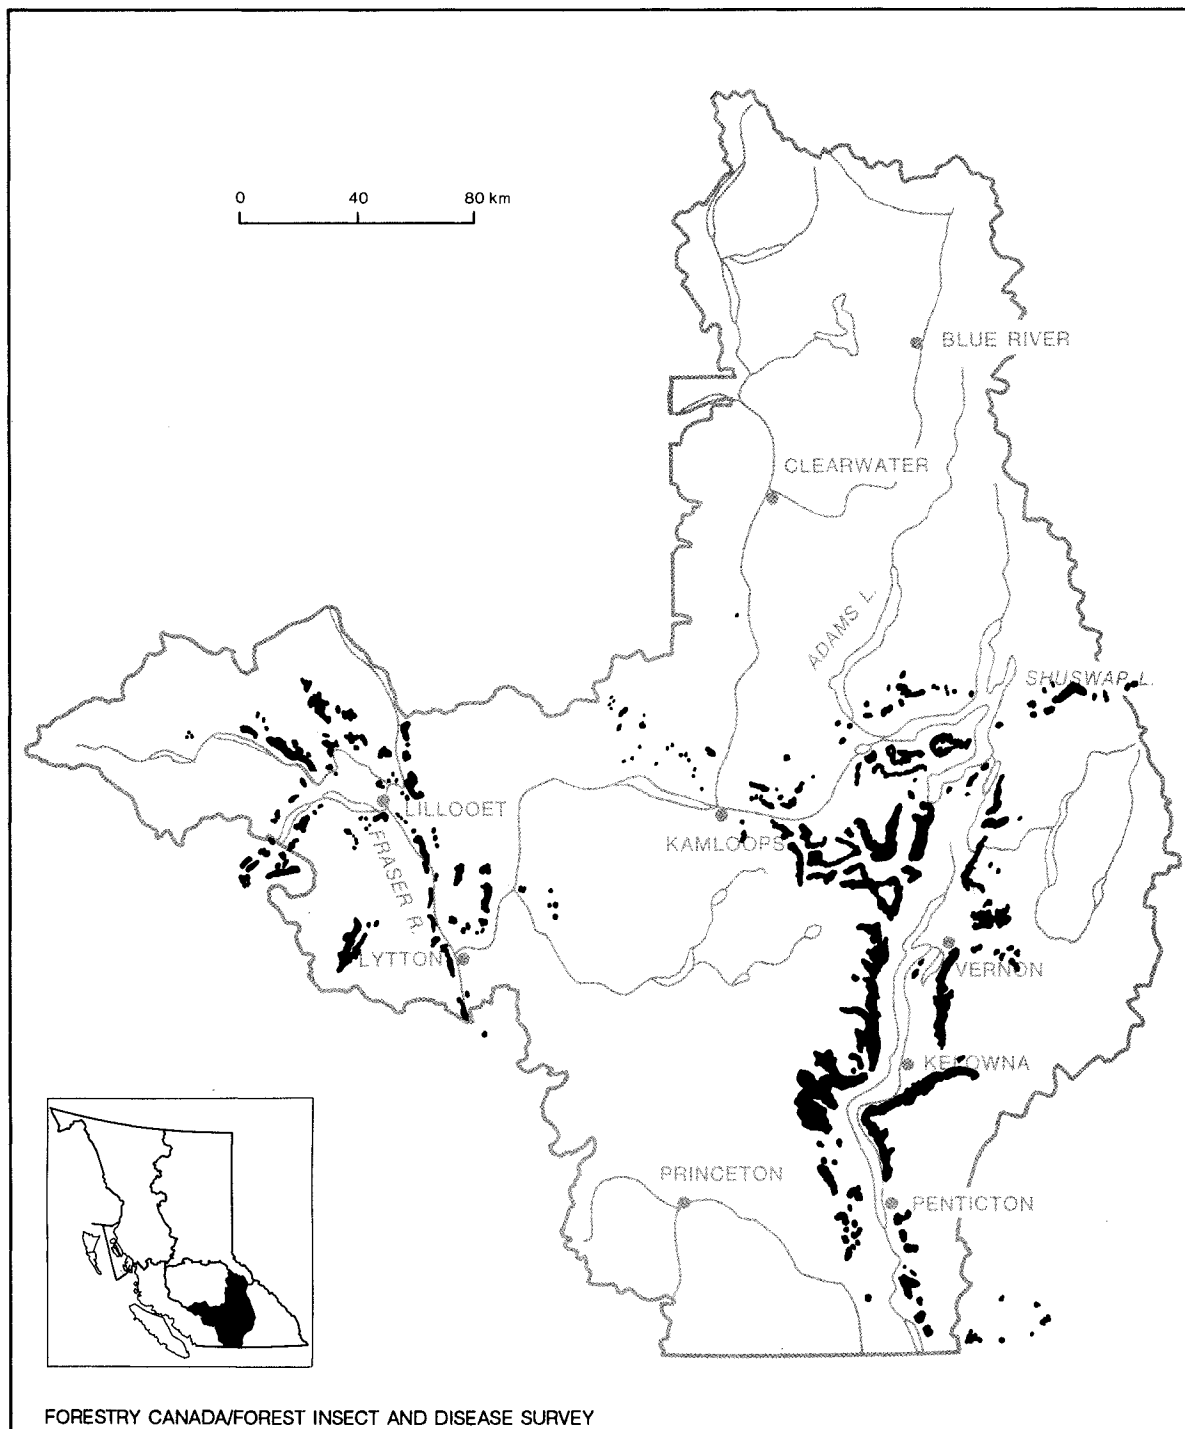 0 40 80 km
BLUE RIVER
CLEARWATER
ADAMS L.
SHUSWAP L.
LILLOOET
KAMLOOPS
FRASER R.
LYTTON
VERNON
KELOWNA
PRINCETON
PENTICTON
FORESTRY CANADA/FOREST INSECT AND DISEASE SURVEY